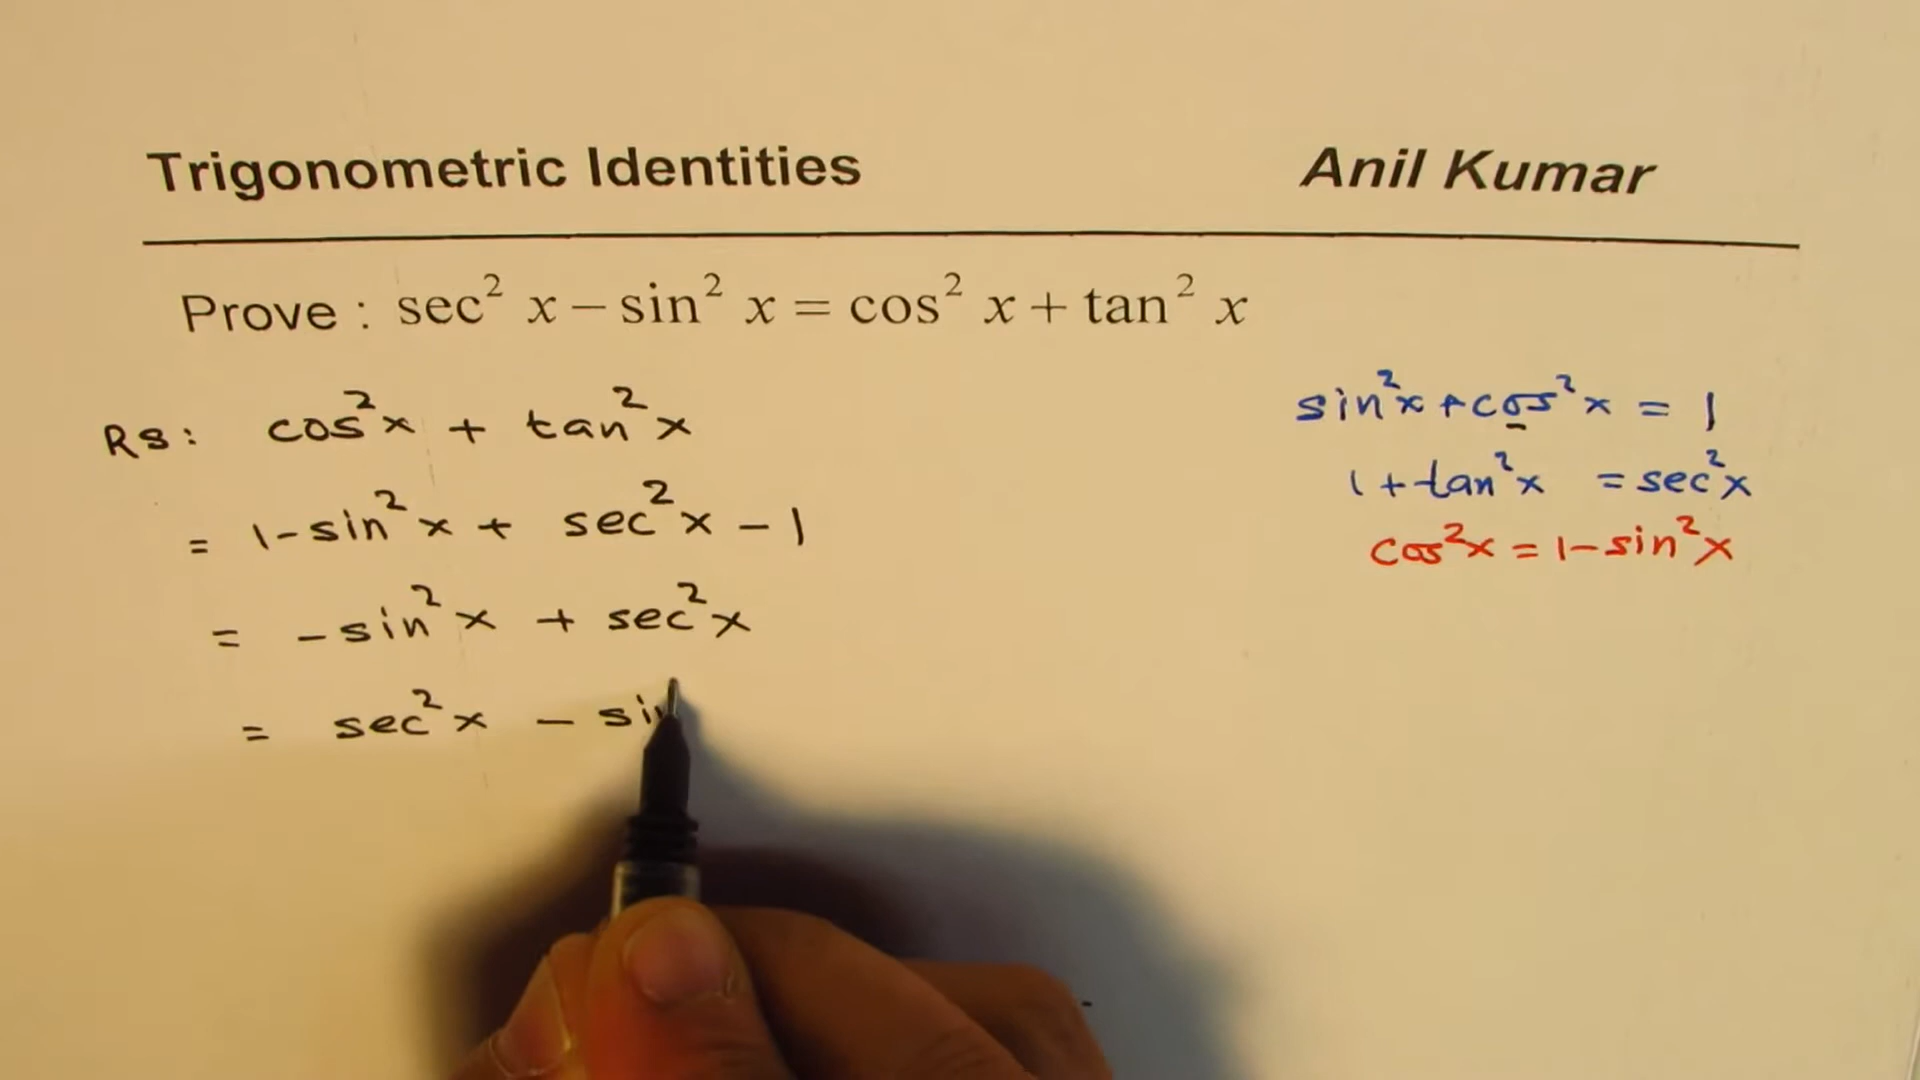 Trigonometric Identities Anil Kumar
Prove : sec² x − sin² x = cos² x + tan² x
RS: cos²x + tan²x
= 1 − sin²x + sec²x − 1
= − sin²x + sec²x
= sec²x − sin
sin²x + cos²x = 1
1 + tan²x = sec²x
cos²x = 1 − sin²x